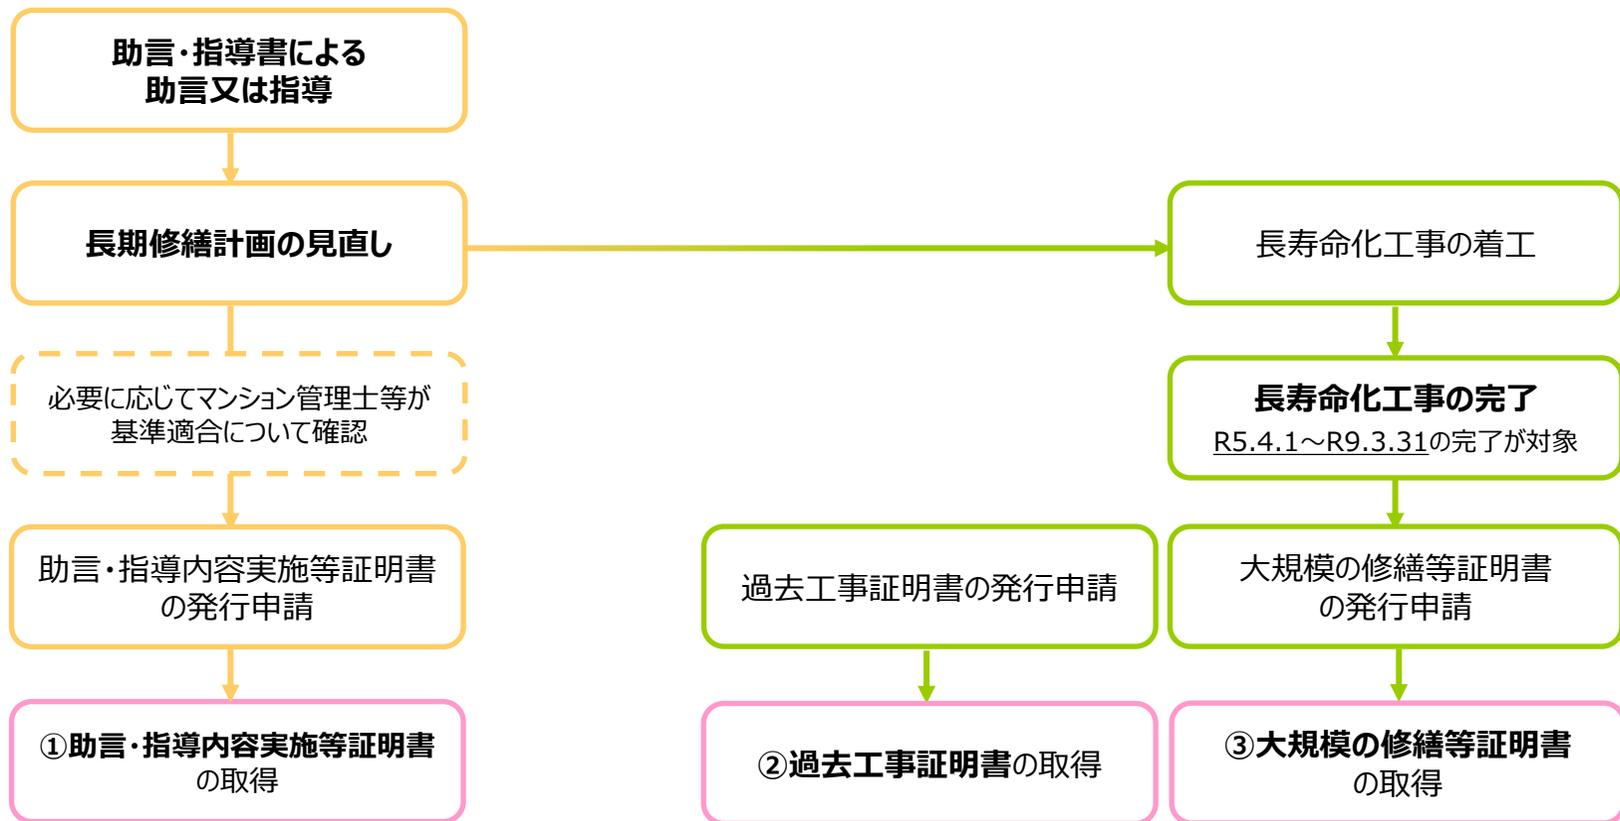 助言・指導書による
助言又は指導
長期修繕計画の見直し
長寿命化工事の着工
必要に応じてマンション管理士等が
基準適合について確認
長寿命化工事の完了
R5.4.1～R9.3.31の完了が対象
助言・指導内容実施等証明書
の発行申請
過去工事証明書の発行申請
大規模の修繕等証明書
の発行申請
①助言・指導内容実施等証明書
の取得
②過去工事証明書の取得
③大規模の修繕等証明書
の取得